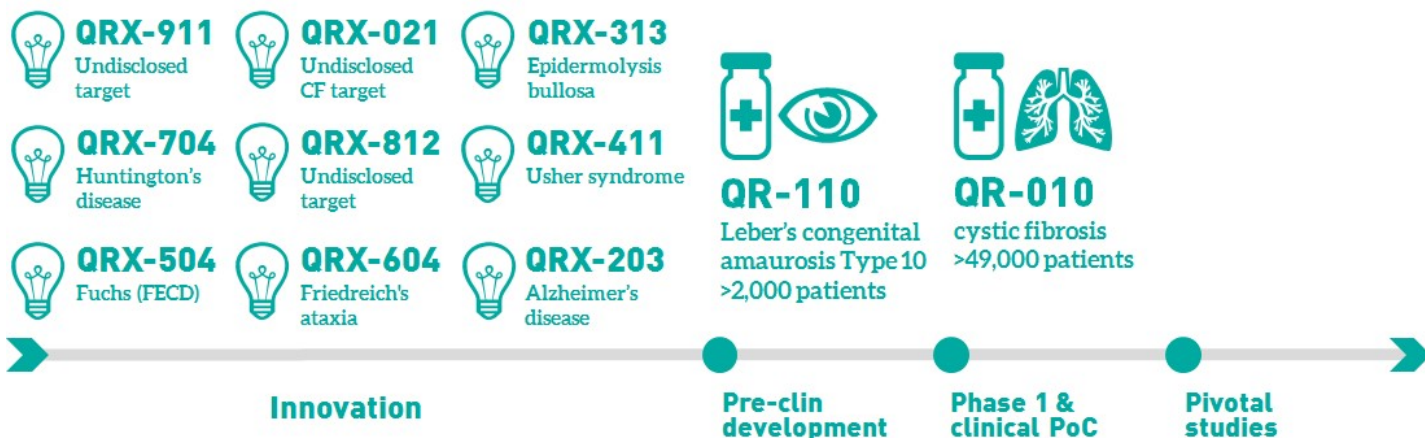 QRX-911
Undisclosed
target
QRX-021
Undisclosed
CF target
QRX-313
Epidermolysis
bullosa
QRX-704
Huntington's
disease
QRX-812
Undisclosed
target
QRX-411
Usher syndrome
QRX-504
Fuchs (FECD)
QRX-604
Friedreich's
ataxia
QRX-203
Alzheimer's
disease
QR-110
Leber's congenital
amaurosis Type 10
>2,000 patients
QR-010
cystic fibrosis
>49,000 patients
Innovation
Pre-clin
development
Phase 1 &
clinical PoC
Pivotal
studies